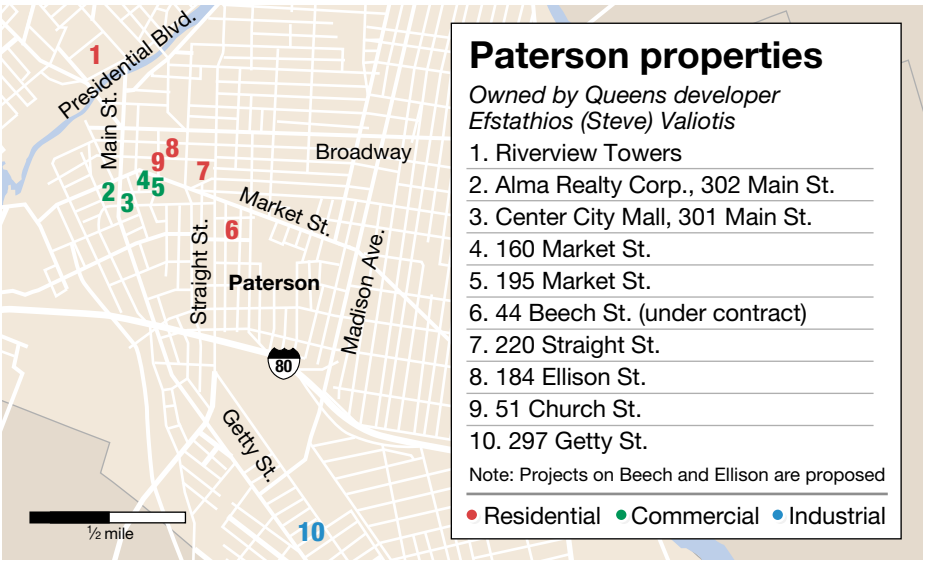 Paterson properties
Owned by Queens developer
Efstathios (Steve) Valiotis
1. Riverview Towers
2. Alma Realty Corp., 302 Main St.
3. Center City Mall, 301 Main St.
4. 160 Market St.
5. 195 Market St.
6. 44 Beech St. (under contract)
7. 220 Straight St.
8. 184 Ellison St.
9. 51 Church St.
10. 297 Getty St.
Note: Projects on Beech and Ellison are proposed
Residential Commercial Industrial
1
Presidential Blvd.
Main St.
8
9
7
Broadway
4
5
2
3
Market St.
6
Straight St.
Paterson
Madison Ave.
80
Getty St.
10
½ mile